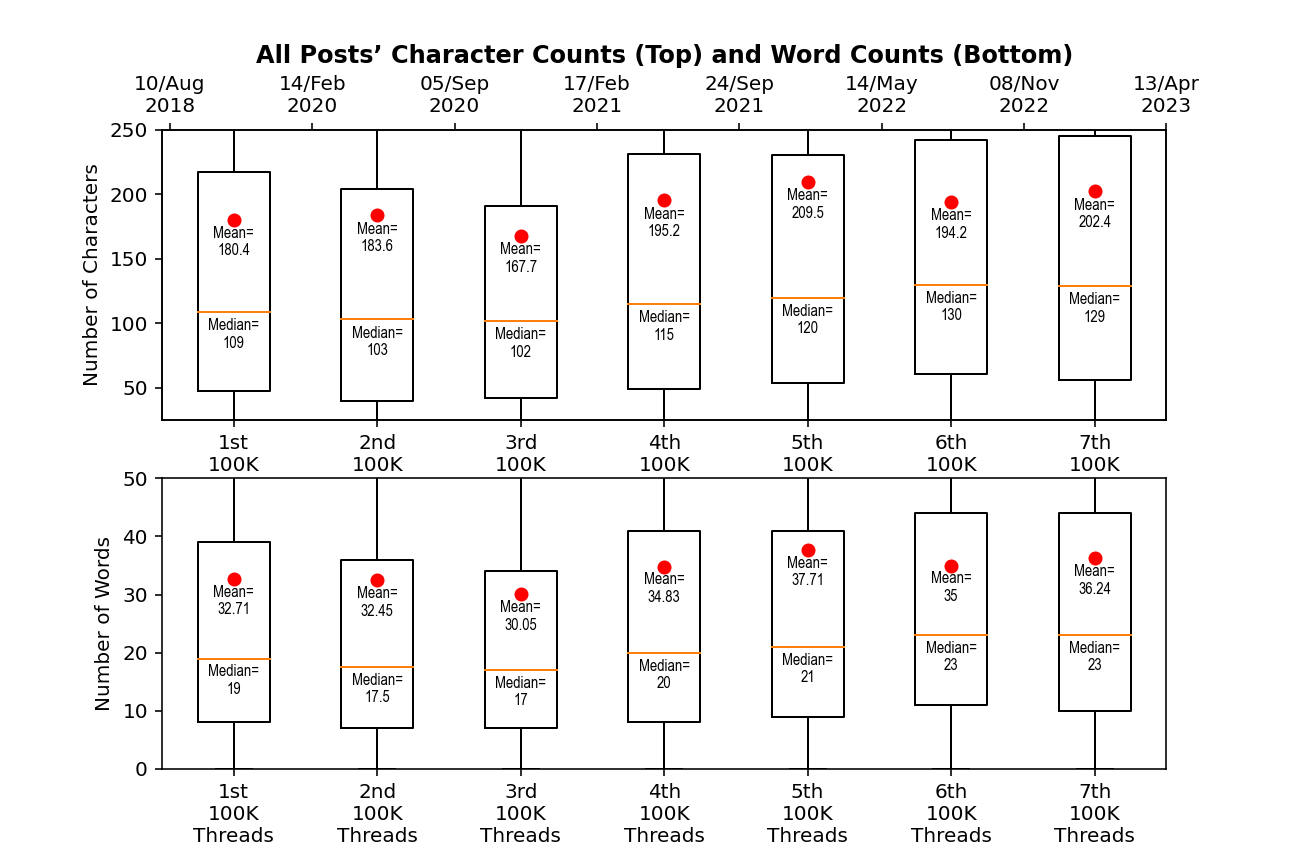 All Posts’ Character Counts (Top) and Word Counts (Bottom)
10/Aug 14/Feb 05/Sep 17/Feb 24/Sep 14/May 08/Nov 13/Apr
2018 2020 2020 2021 2021 2022 2022 2023
Number of Characters
250
200
150
100
50
Mean= Mean= Mean= Mean= Mean= Mean= Mean=
180.4 183.6 167.7 195.2 209.5 194.2 202.4
Median= Median= Median= Median= Median= Median= Median=
109 103 102 115 120 130 129
1st 2nd 3rd 4th 5th 6th 7th
100K 100K 100K 100K 100K 100K 100K
Number of Words
50
40
30
20
10
0
Mean= Mean= Mean= Mean= Mean= Mean= Mean=
32.71 32.45 30.05 34.83 37.71 35 36.24
Median= Median= Median= Median= Median= Median= Median=
19 17.5 17 20 21 23 23
1st 2nd 3rd 4th 5th 6th 7th
100K 100K 100K 100K 100K 100K 100K
Threads Threads Threads Threads Threads Threads Threads